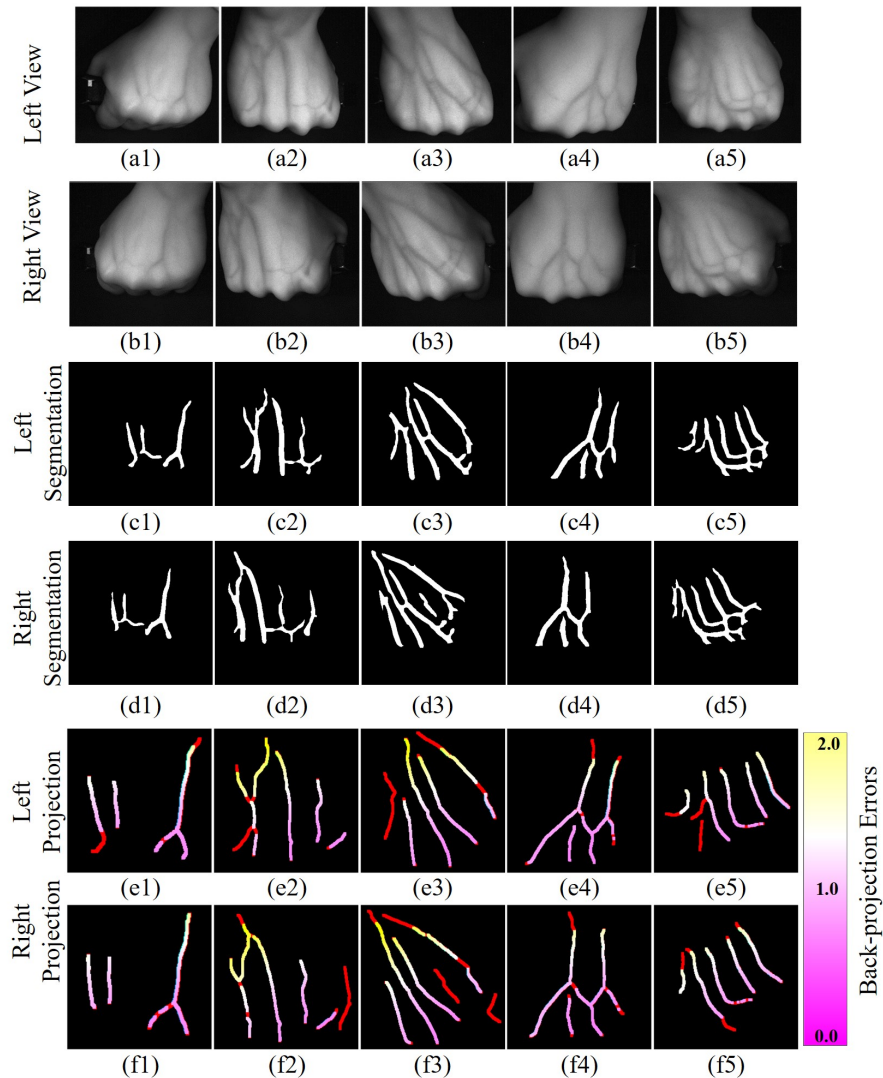 Left View
(a1) (a2) (a3) (a4) (a5)
Right View
(b1) (b2) (b3) (b4) (b5)
Left
Segmentation
(c1) (c2) (c3) (c4) (c5)
Right
Segmentation
(d1) (d2) (d3) (d4) (d5)
Left
Projection
(e1) (e2) (e3) (e4) (e5)
Right
Projection
(f1) (f2) (f3) (f4) (f5)
2.0
1.0
0.0
Back-projection Errors